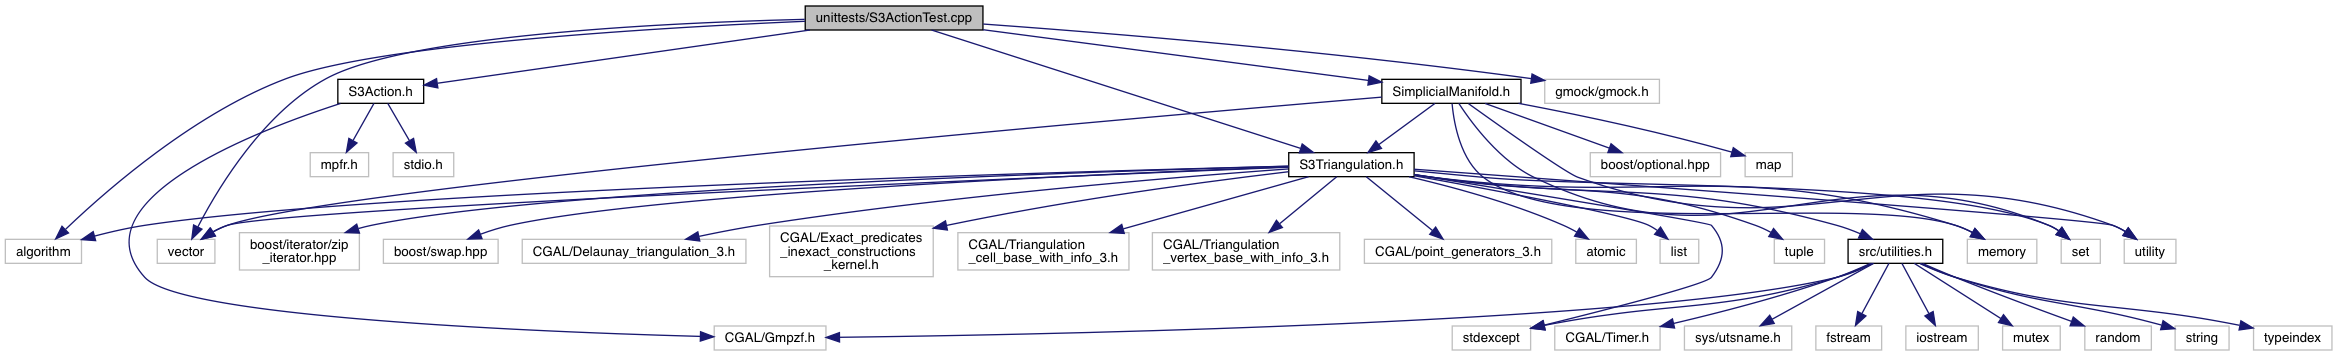 unittests/S3ActionTest.cpp
S3Action.h
SimplicialManifold.h
gmock/gmock.h
mpfr.h
stdio.h
S3Triangulation.h
boost/optional.hpp
map
algorithm
vector
boost/iterator/zip
_iterator.hpp
boost/swap.hpp
CGAL/Delaunay_triangulation_3.h
CGAL/Exact_predicates
_inexact_constructions
_kernel.h
CGAL/Triangulation
_cell_base_with_info_3.h
CGAL/Triangulation
_vertex_base_with_info_3.h
CGAL/point_generators_3.h
atomic
list
tuple
src/utilities.h
memory
set
utility
CGAL/Gmpzf.h
stdexcept
CGAL/Timer.h
sys/utsname.h
fstream
iostream
mutex
random
string
typeindex